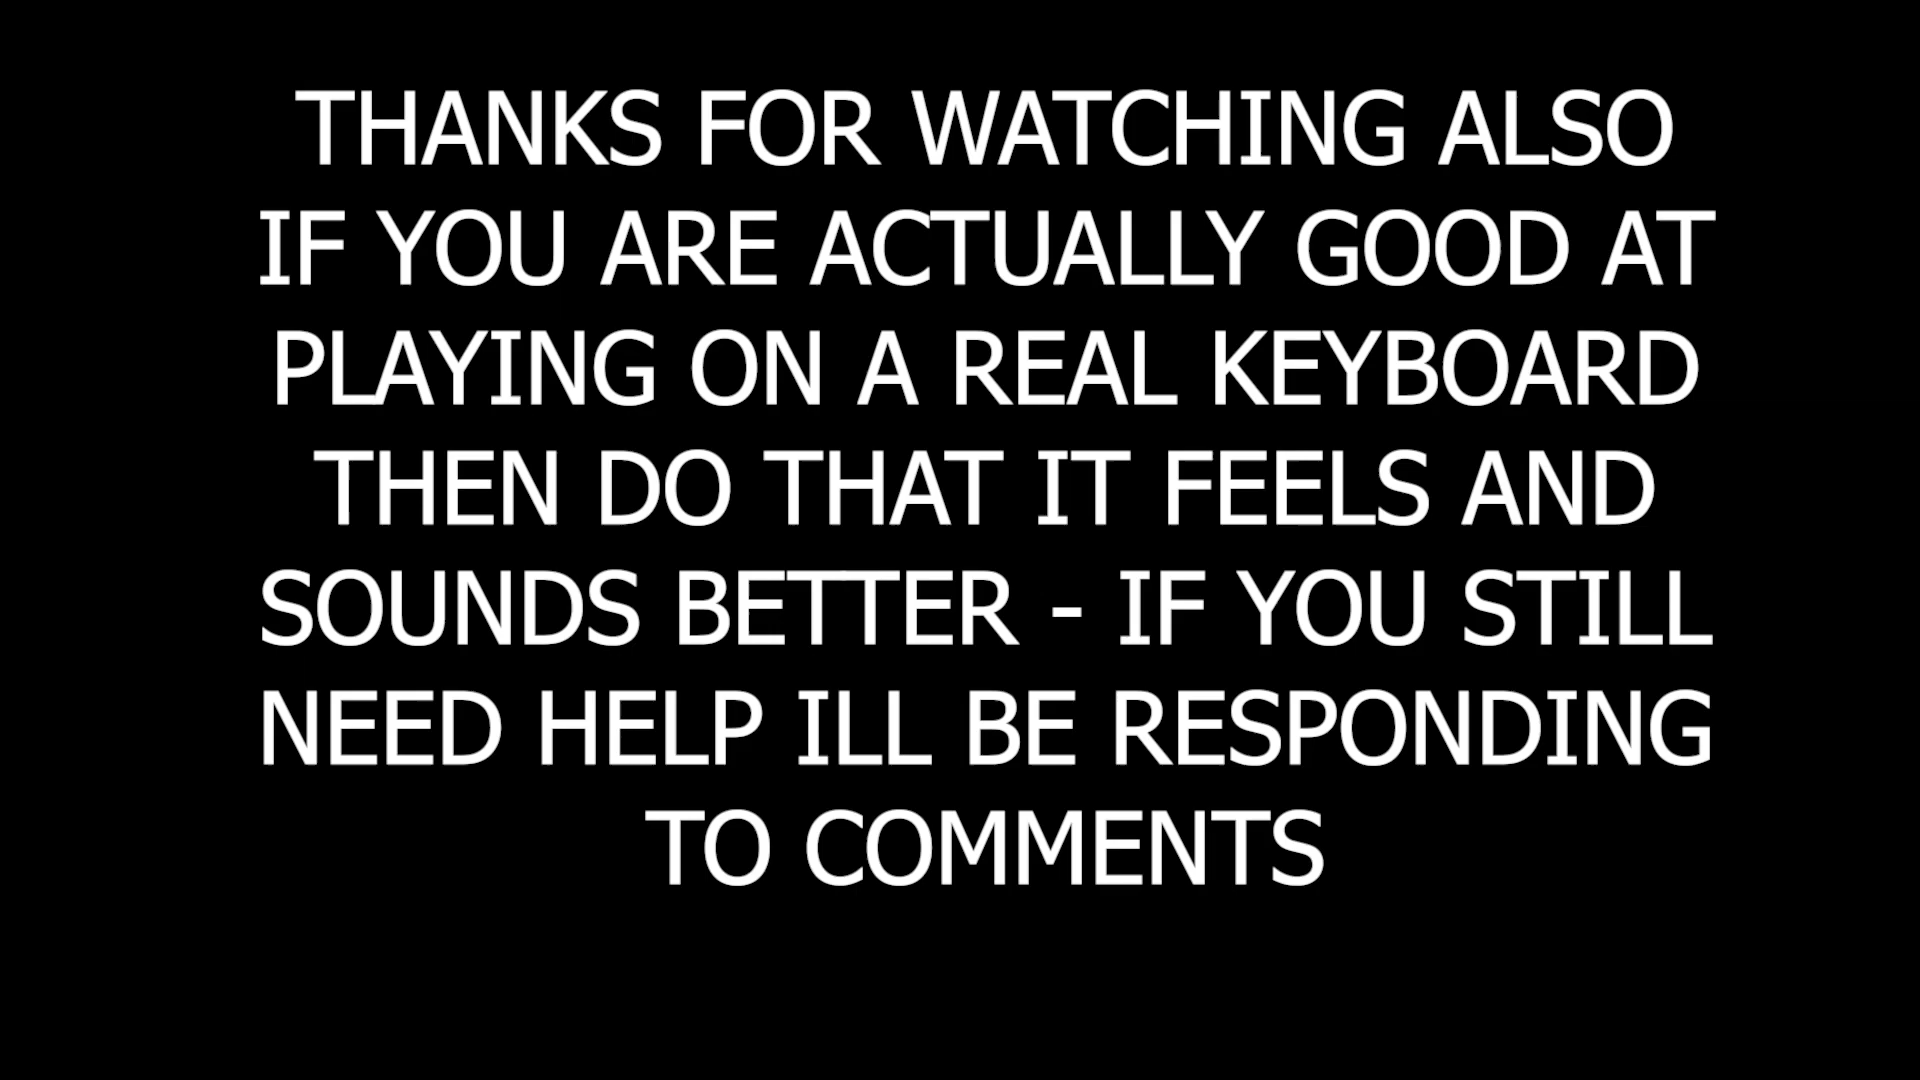 THANKS FOR WATCHING ALSO
IF YOU ARE ACTUALLY GOOD AT
PLAYING ON A REAL KEYBOARD
THEN DO THAT IT FEELS AND
SOUNDS BETTER - IF YOU STILL
NEED HELP ILL BE RESPONDING
TO COMMENTS